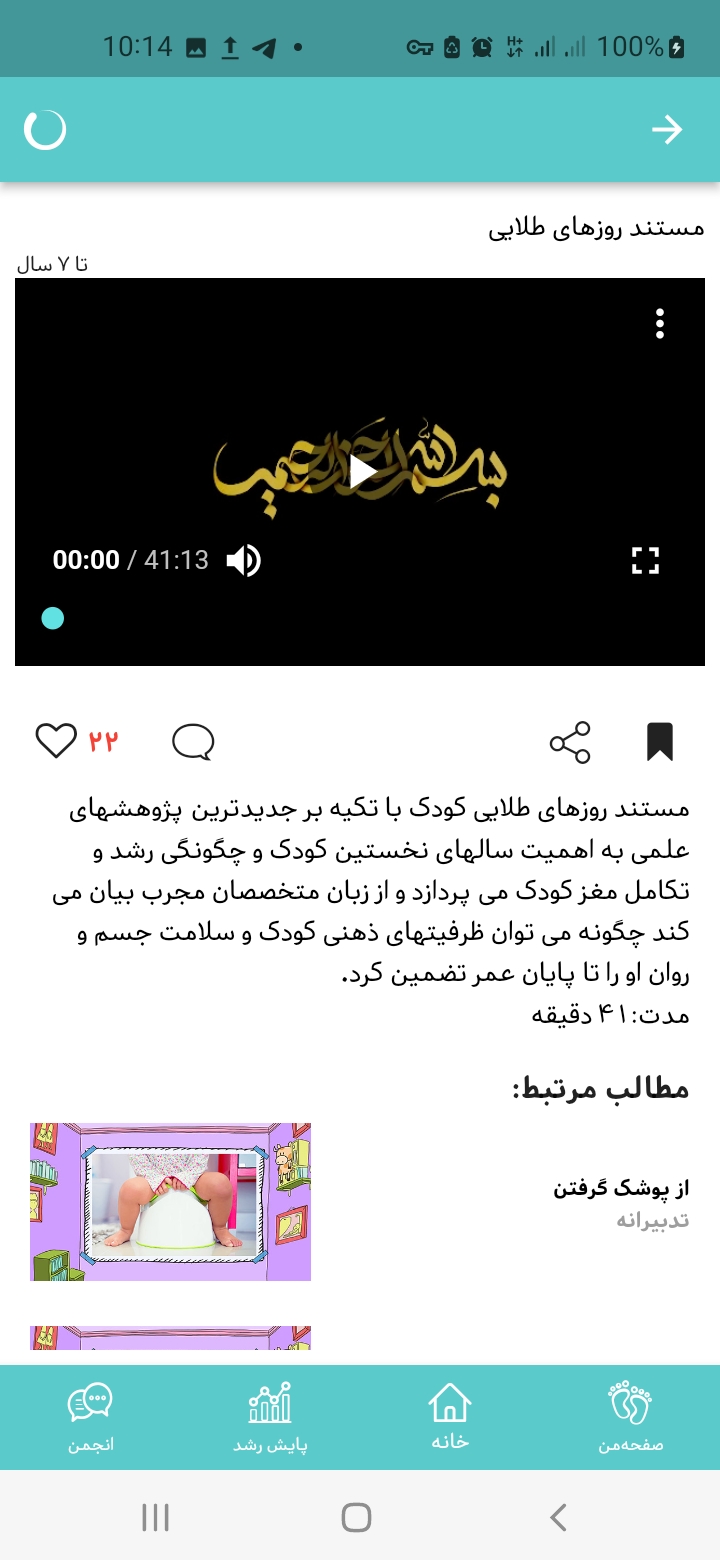 10:14
H+
100%
مستند روزهای طلایی
تا ۷ سال
بسم الله الرحمن الرحیم
00:00 / 41:13
۲۲
مستند روزهای طلایی کودک با تکیه بر جدیدترین پژوهشهای
علمی به اهمیت سالهای نخستین کودک و چگونگی رشد و
تکامل مغز کودک می پردازد و از زبان متخصصان مجرب بیان می
کند چگونه می توان ظرفیتهای ذهنی کودک و سلامت جسم و
روان او را تا پایان عمر تضمین کرد.
مدت: ۴۱ دقیقه
مطالب مرتبط:
از پوشک گرفتن
تدبیرانه
صفحه‌من
خانه
پایش رشد
انجمن